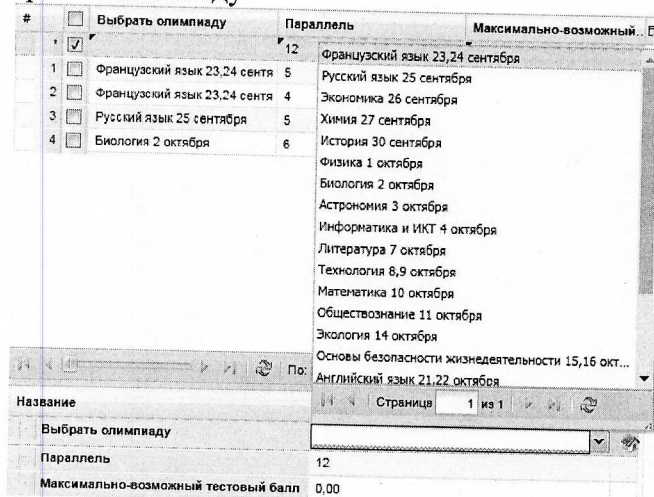 # Выбрать олимпиаду Параллель Максимально-возможный..
* 12
1 Французский язык 23,24 сентя 5
2 Французский язык 23,24 сентя 4
3 Русский язык 25 сентября 5
4 Биология 2 октября 6
Французский язык 23,24 сентября
Русский язык 25 сентября
Экономика 26 сентября
Химия 27 сентября
История 30 сентября
Физика 1 октября
Биология 2 октября
Астрономия 3 октября
Информатика и ИКТ 4 октября
Литература 7 октября
Технология 8,9 октября
Математика 10 октября
Обществознание 11 октября
Экология 14 октября
Основы безопасности жизнедеятельности 15,16 окт...
Английский язык 21,22 октября
Страница 1 из 1
По:
Название
Выбрать олимпиаду
Параллель 12
Максимально-возможный тестовый балл 0,00